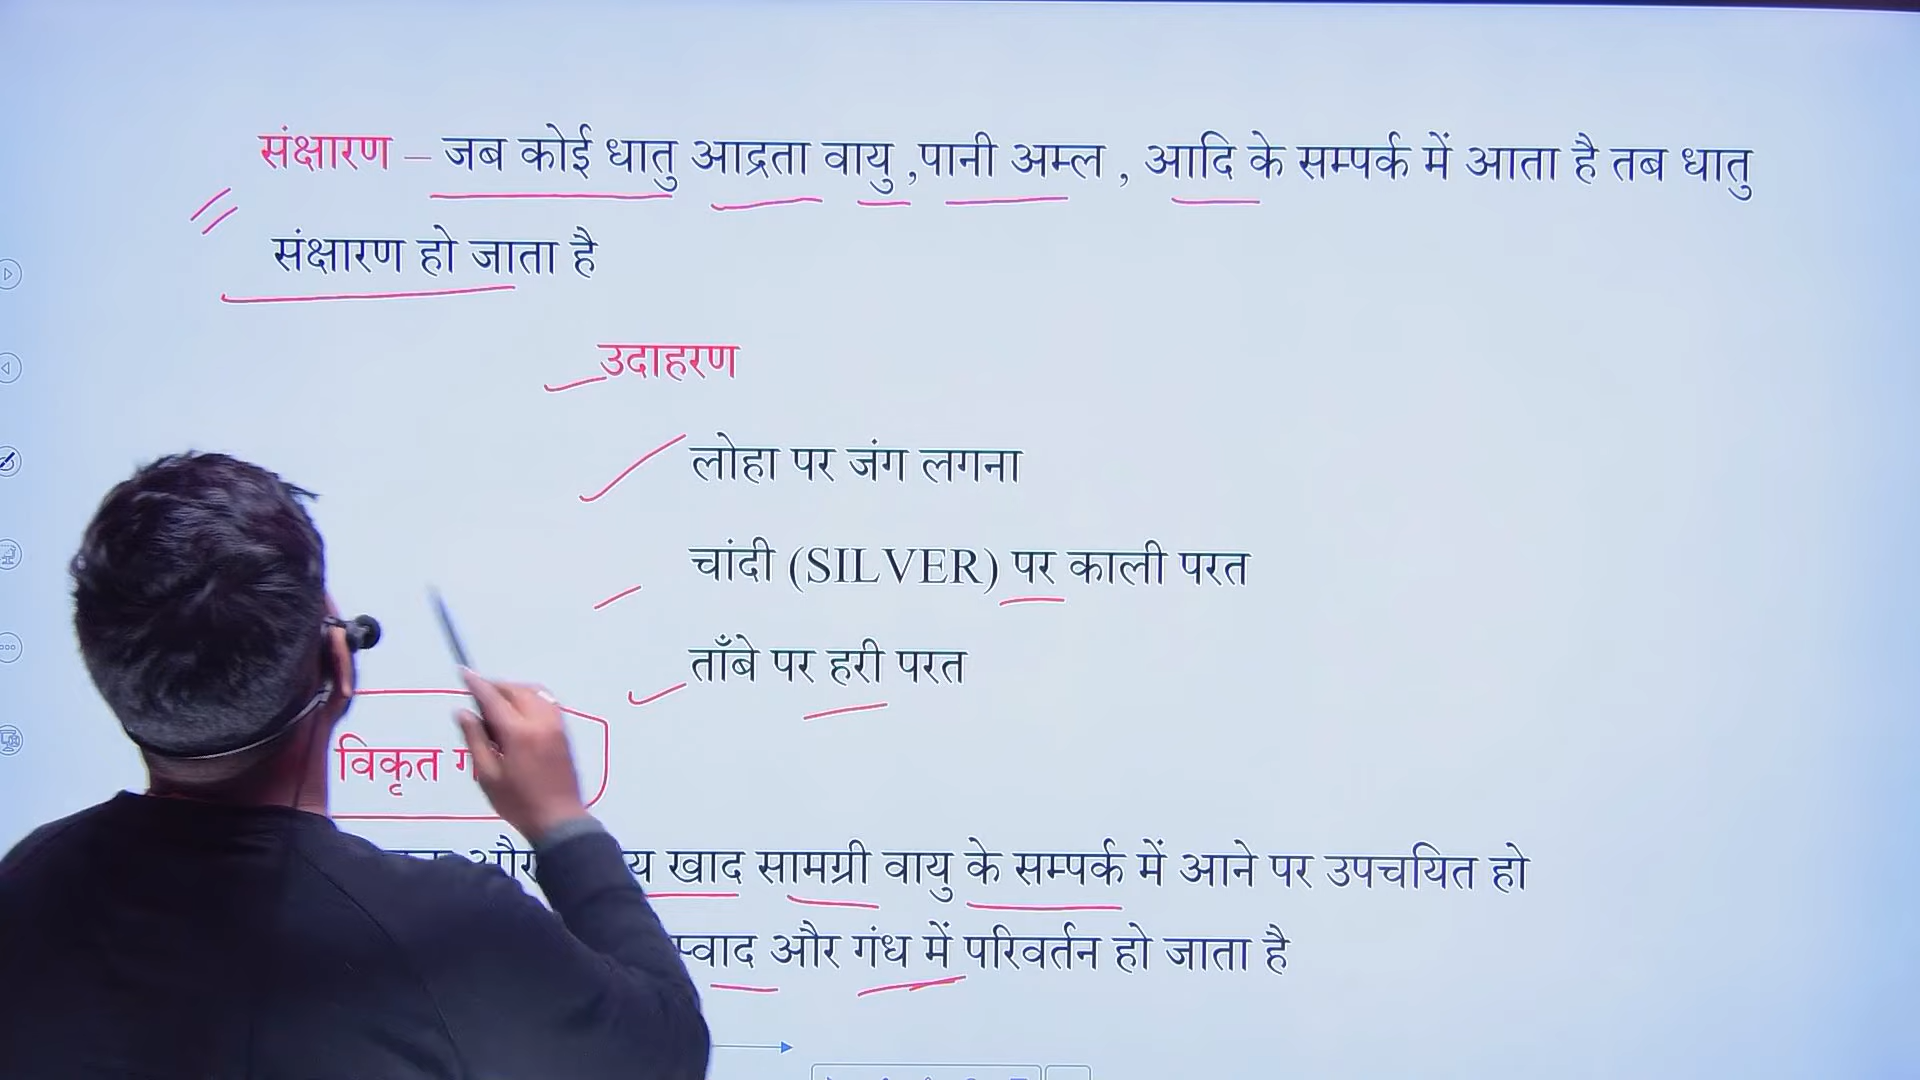 संक्षारण – जब कोई धातु आद्रता वायु ,पानी अम्ल , आदि के सम्पर्क में आता है तब धातु
संक्षारण हो जाता है
उदाहरण
लोहा पर जंग लगना
चांदी (SILVER) पर काली परत
ताँबे पर हरी परत
विकृत
और खाद सामग्री वायु के सम्पर्क में आने पर उपचयित हो
स्वाद और गंध में परिवर्तन हो जाता है